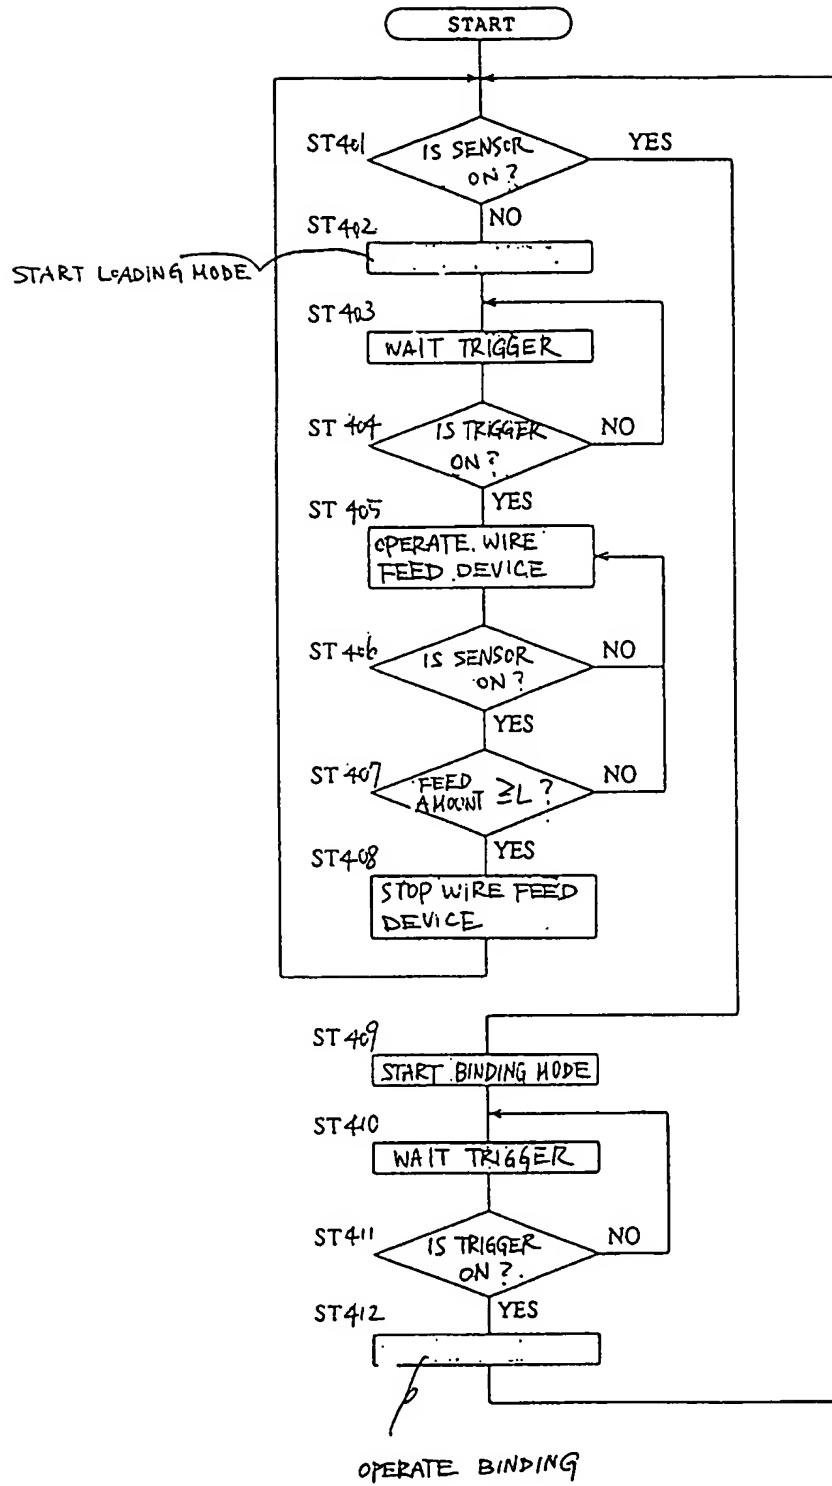 START
ST401
IS SENSOR
ON?
YES
NO
ST402
START LOADING MODE
ST403
WAIT TRIGGER
ST404
IS TRIGGER
ON?
NO
YES
ST405
OPERATE WIRE
FEED DEVICE
ST406
IS SENSOR
ON?
NO
YES
ST407
FEED
AMOUNT ≧L?
NO
YES
ST408
STOP WIRE FEED
DEVICE
ST409
START BINDING MODE
ST410
WAIT TRIGGER
ST411
IS TRIGGER
ON?
NO
YES
ST412
OPERATE BINDING